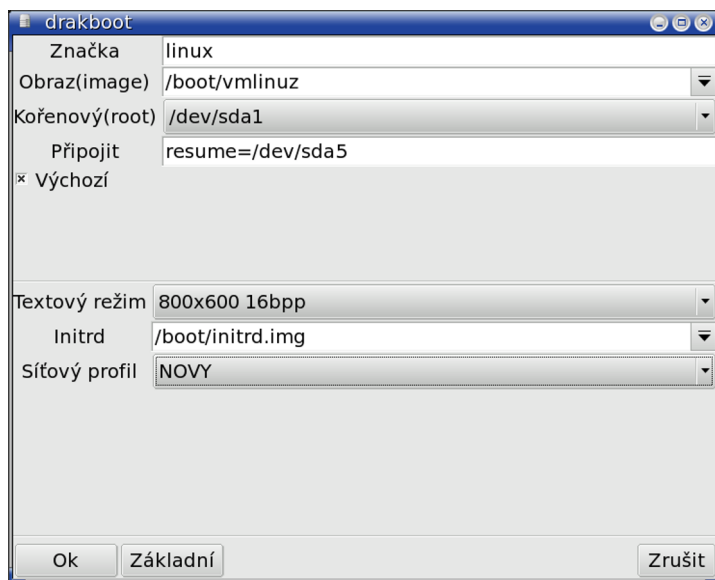 drakboot
Značka linux
Obraz(image) /boot/vmlinuz
Kořenový(root) /dev/sda1
Připojit resume=/dev/sda5
Výchozí
Textový režim 800x600 16bpp
Initrd /boot/initrd.img
Síťový profil NOVY
Ok Základní Zrušit